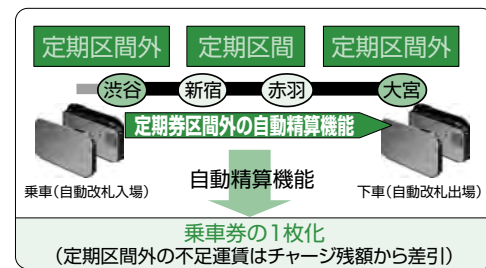 定期区間外 定期区間 定期区間外
渋谷 新宿 赤羽 大宮
定期券区間外の自動精算機能
乗車(自動改札入場) 自動精算機能 下車(自動改札出場)
乗車券の1枚化
(定期区間外の不足運賃はチャージ残額から差引)